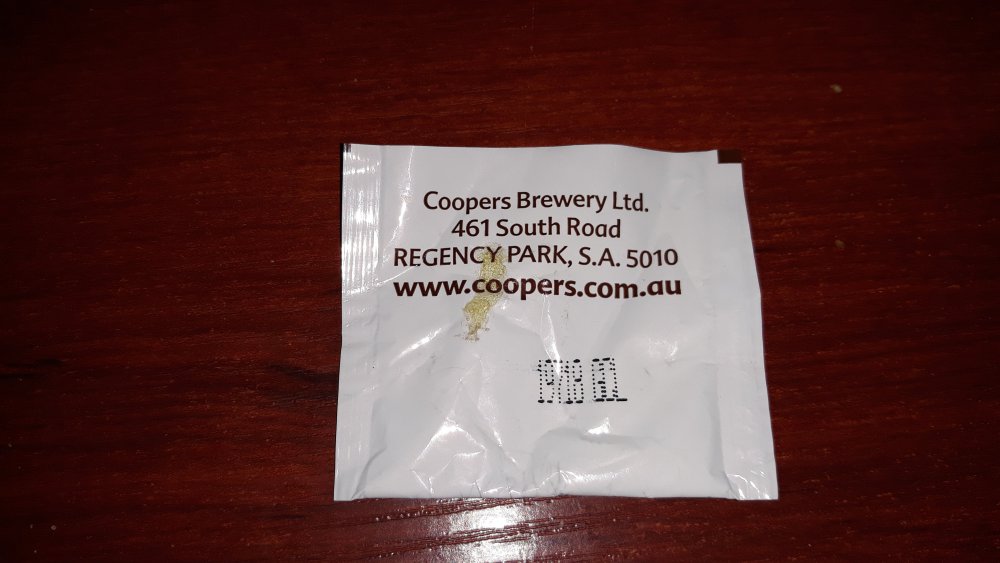 Coopers Brewery Ltd.
461 South Road
REGENCY PARK, S.A. 5010
www.coopers.com.au